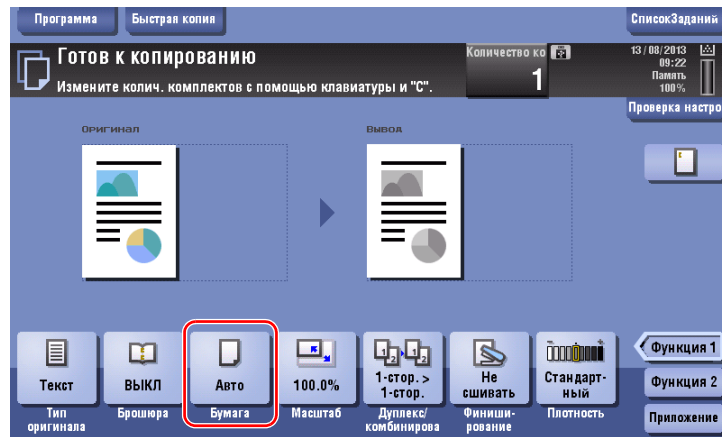 Программа
Быстрая копия
СписокЗаданий
Готов к копированию
Измените колич. комплектов с помощью клавиатуры и "C".
Количество ко
1
13/08/2013
09:22
Память
100%
Проверка настро
Оригинал
Вывод
Текст
ВЫКЛ
Авто
100.0%
1-стор. >
1-стор.
Не
сшивать
Стандарт-
ный
Тип
оригинала
Брошюра
Бумага
Масштаб
Дуплекс/
комбинирова
Финиши-
рование
Плотность
Функция 1
Функция 2
Приложение